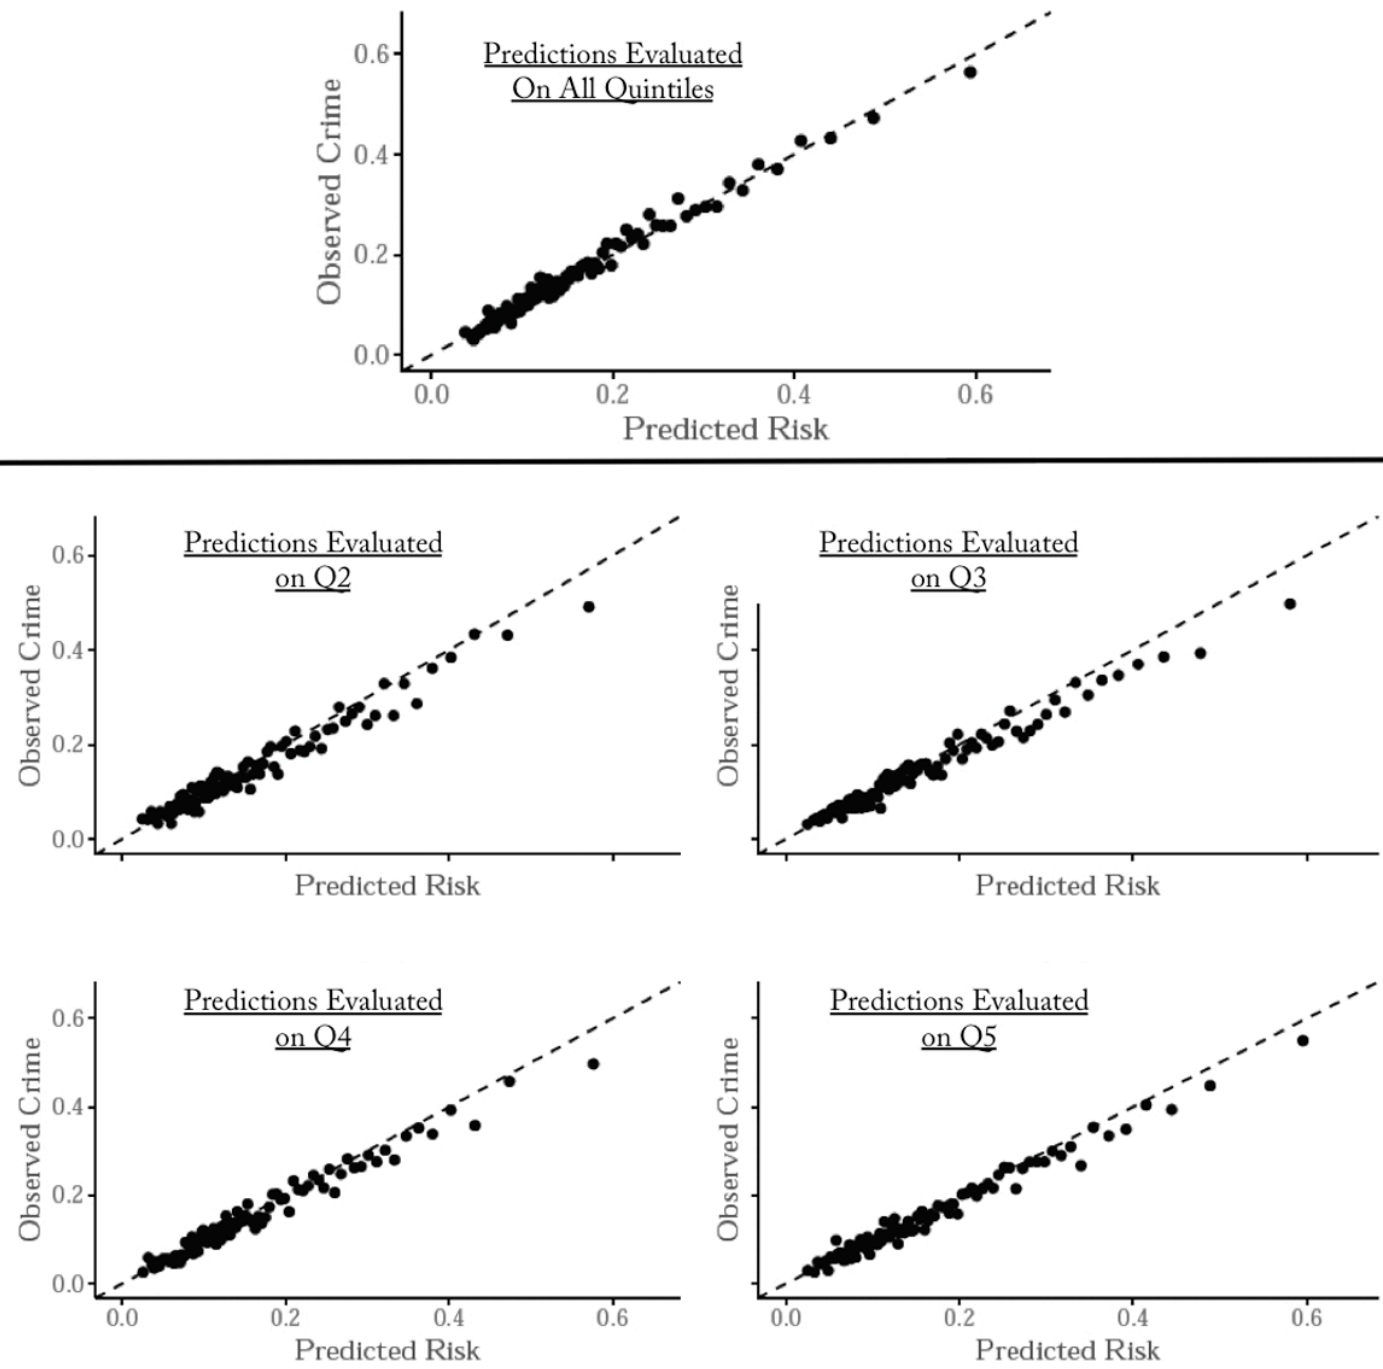 Predictions Evaluated
On All Quintiles
Observed Crime
0.6
0.4
0.2
0.0
0.0 0.2 0.4 0.6
Predicted Risk
Predictions Evaluated
on Q2
Observed Crime
0.6
0.4
0.2
0.0
Predicted Risk
Predictions Evaluated
on Q3
Observed Crime
Predicted Risk
Predictions Evaluated
on Q4
Observed Crime
0.6
0.4
0.2
0.0
0.0 0.2 0.4 0.6
Predicted Risk
Predictions Evaluated
on Q5
Observed Crime
0.0 0.2 0.4 0.6
Predicted Risk